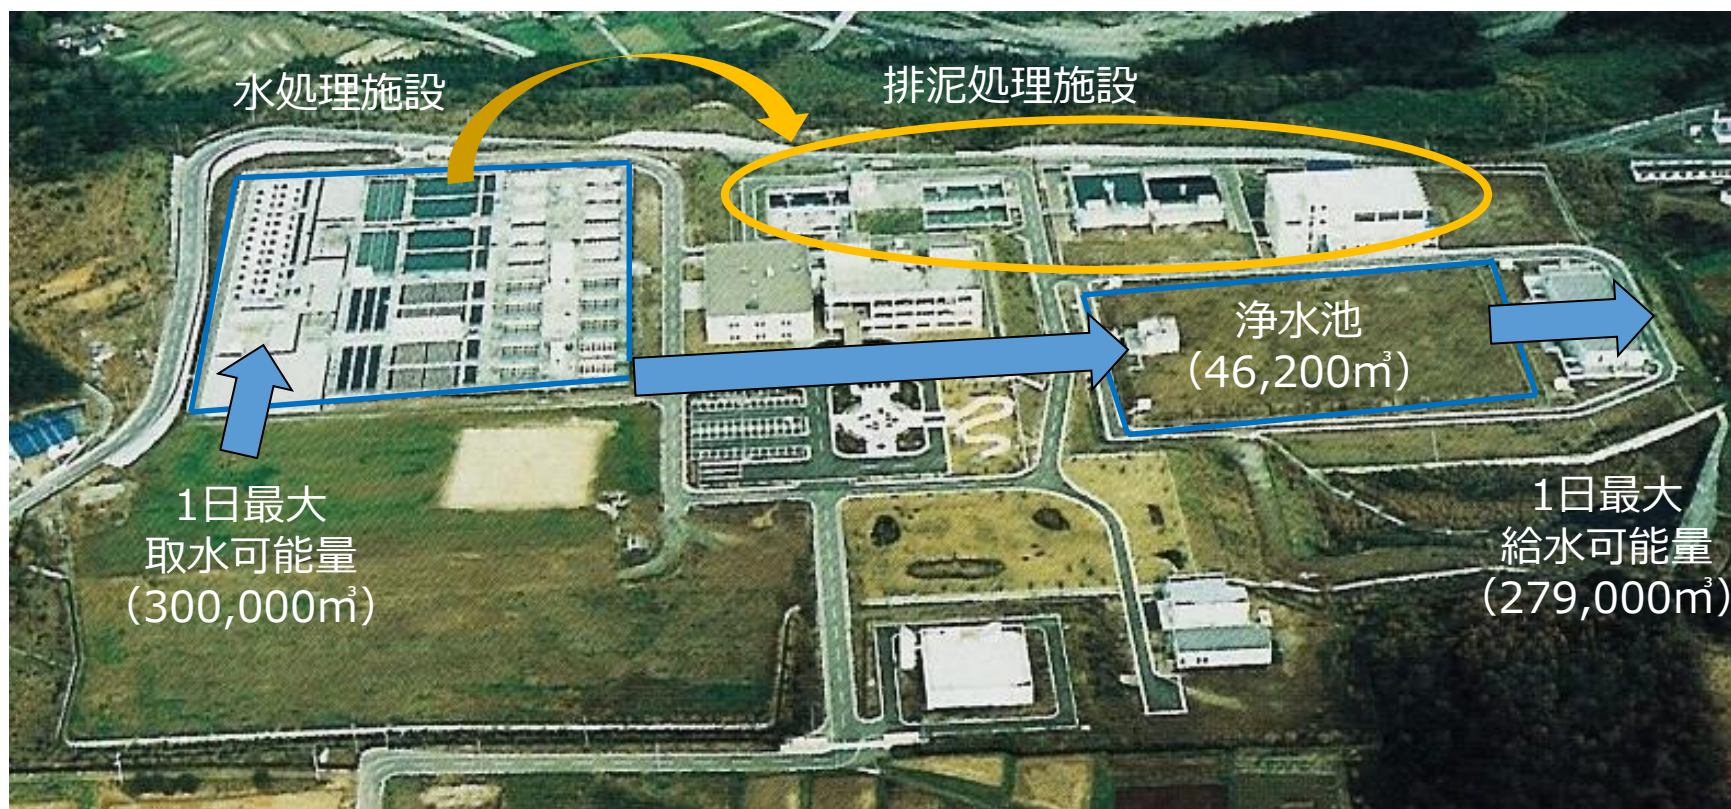 水処理施設
排泥処理施設
浄水池
（46,200㎥）
1日最大
取水可能量
（300,000㎥）
1日最大
給水可能量
（279,000㎥）